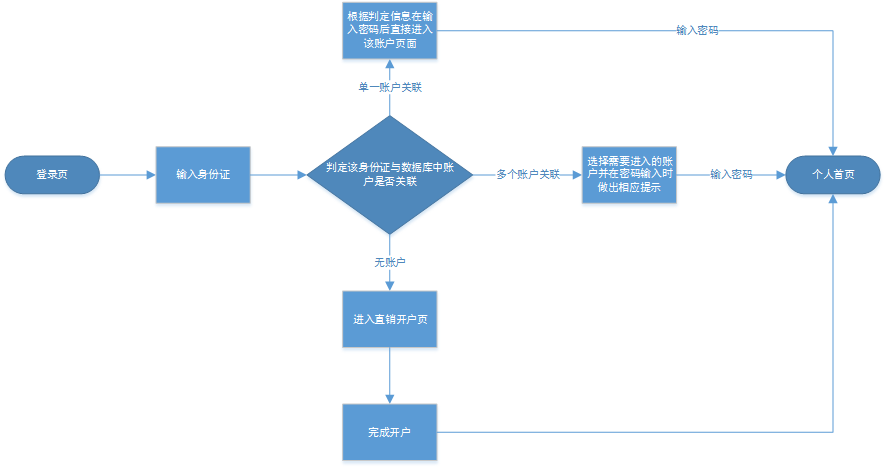 根据判定信息在输
入密码后直接进入
该账户页面
输入密码
单一账户关联
登录页
输入身份证
判定该身份证与数据库中账
户是否关联
多个账户关联
选择需要进入的账
户并在密码输入时
做出相应提示
输入密码
个人首页
无账户
进入直销开户页
完成开户